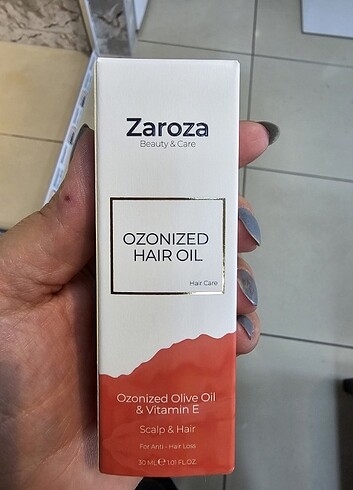 Zaroza
Beauty & Care
OZONIZED
HAIR OIL
Hair Care
Ozonized Olive Oil
& Vitamin E
Scalp & Hair
For Anti - Hair Loss
30 ML ℮ 1.01 FL.OZ.